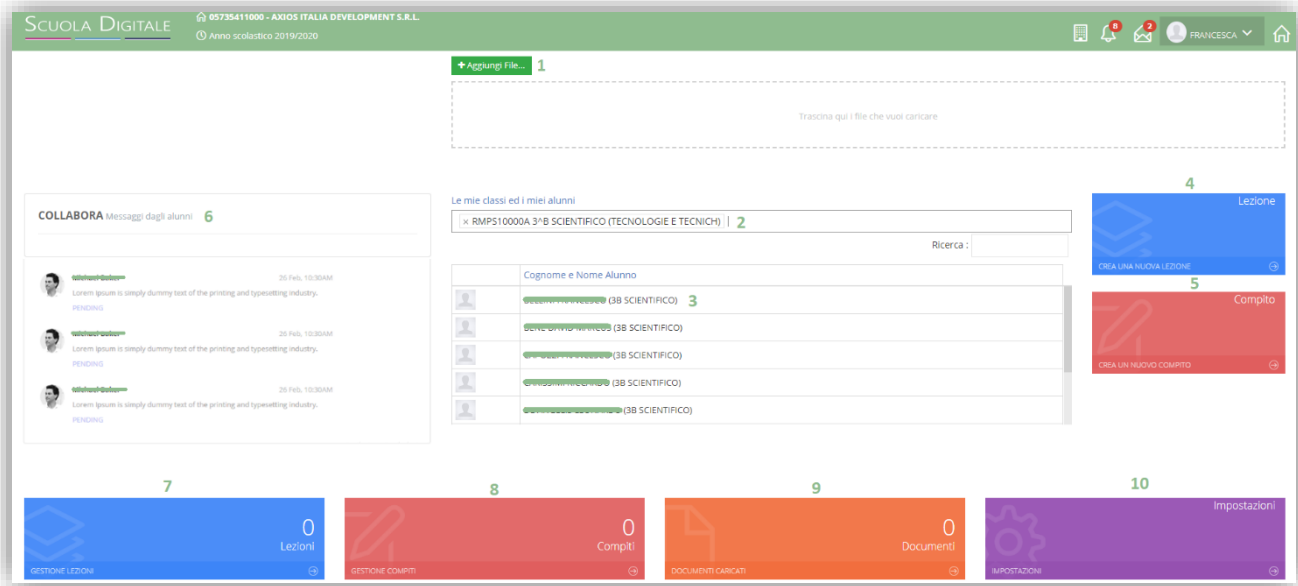 SCUOLA DIGITALE
05735411000 - AXIOS ITALIA DEVELOPMENT S.R.L.
Anno scolastico 2019/2020
8
2
FRANCESCA
+ Aggiungi File... 1
Trascina qui i file che vuoi caricare
COLLABORA Messaggi dagli alunni 6
26 Feb, 10:30AM
Lorem Ipsum is simply dummy text of the printing and typesetting industry.
PENDING
26 Feb, 10:30AM
Lorem Ipsum is simply dummy text of the printing and typesetting industry.
PENDING
26 Feb, 10:30AM
Lorem Ipsum is simply dummy text of the printing and typesetting industry.
PENDING
Le mie classi ed i miei alunni
× RMPS10000A 3^B SCIENTIFICO (TECNOLOGIE E TECNICH) 2
Ricerca :
Cognome e Nome Alunno
(3B SCIENTIFICO) 3
(3B SCIENTIFICO)
(3B SCIENTIFICO)
(3B SCIENTIFICO)
(3B SCIENTIFICO)
4
Lezione
CREA UNA NUOVA LEZIONE
5
Compito
CREA UN NUOVO COMPITO
7
0
Lezioni
GESTIONE LEZIONI
8
0
Compiti
GESTIONE COMPITI
9
0
Documenti
DOCUMENTI CARICATI
10
Impostazioni
IMPOSTAZIONI